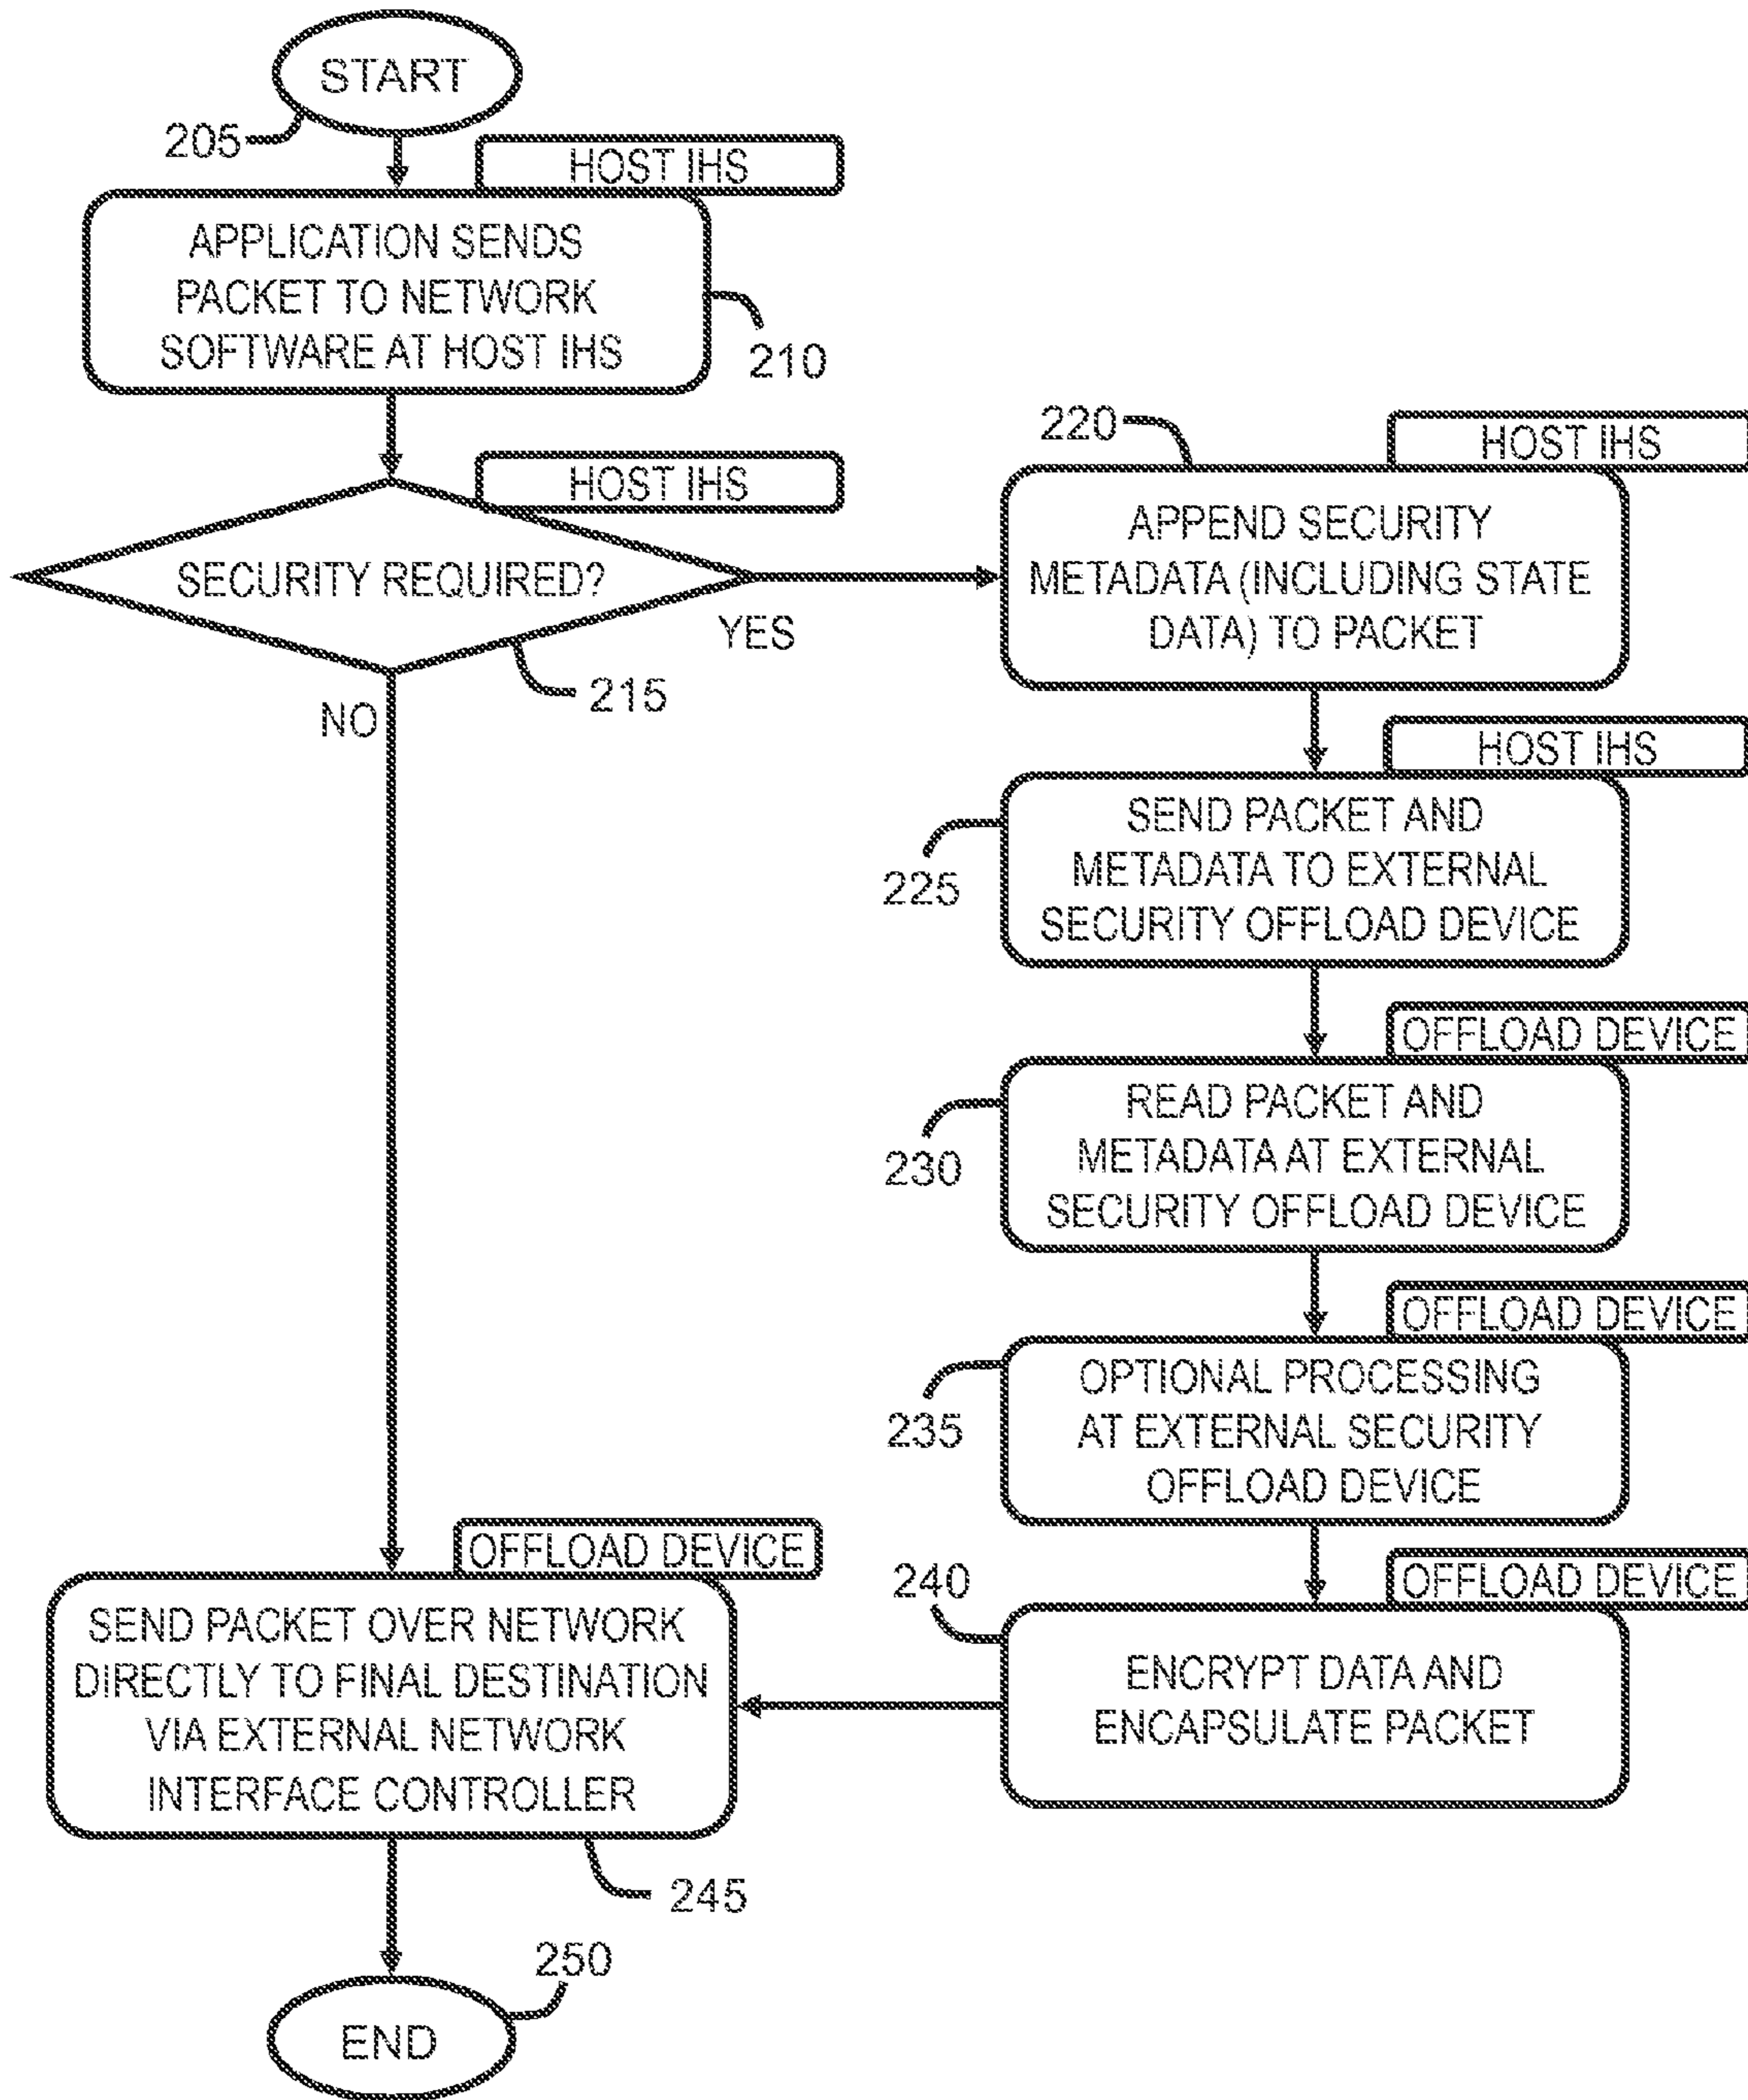 START
205
HOST IHS
APPLICATION SENDS
PACKET TO NETWORK
SOFTWARE AT HOST IHS
210
HOST IHS
SECURITY REQUIRED?
YES
215
NO
220
HOST IHS
APPEND SECURITY
METADATA (INCLUDING STATE
DATA) TO PACKET
HOST IHS
SEND PACKET AND
METADATA TO EXTERNAL
SECURITY OFFLOAD DEVICE
225
OFFLOAD DEVICE
READ PACKET AND
METADATA AT EXTERNAL
SECURITY OFFLOAD DEVICE
230
OFFLOAD DEVICE
OPTIONAL PROCESSING
AT EXTERNAL SECURITY
OFFLOAD DEVICE
235
OFFLOAD DEVICE
240
ENCRYPT DATA AND
ENCAPSULATE PACKET
OFFLOAD DEVICE
SEND PACKET OVER NETWORK
DIRECTLY TO FINAL DESTINATION
VIA EXTERNAL NETWORK
INTERFACE CONTROLLER
245
250
END